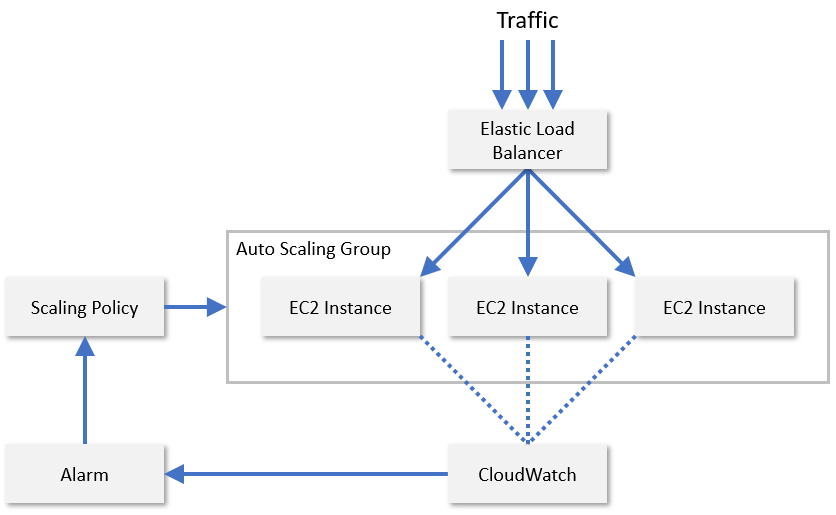 Traffic
Elastic Load
Balancer
Auto Scaling Group
Scaling Policy
EC2 Instance
EC2 Instance
EC2 Instance
Alarm
CloudWatch